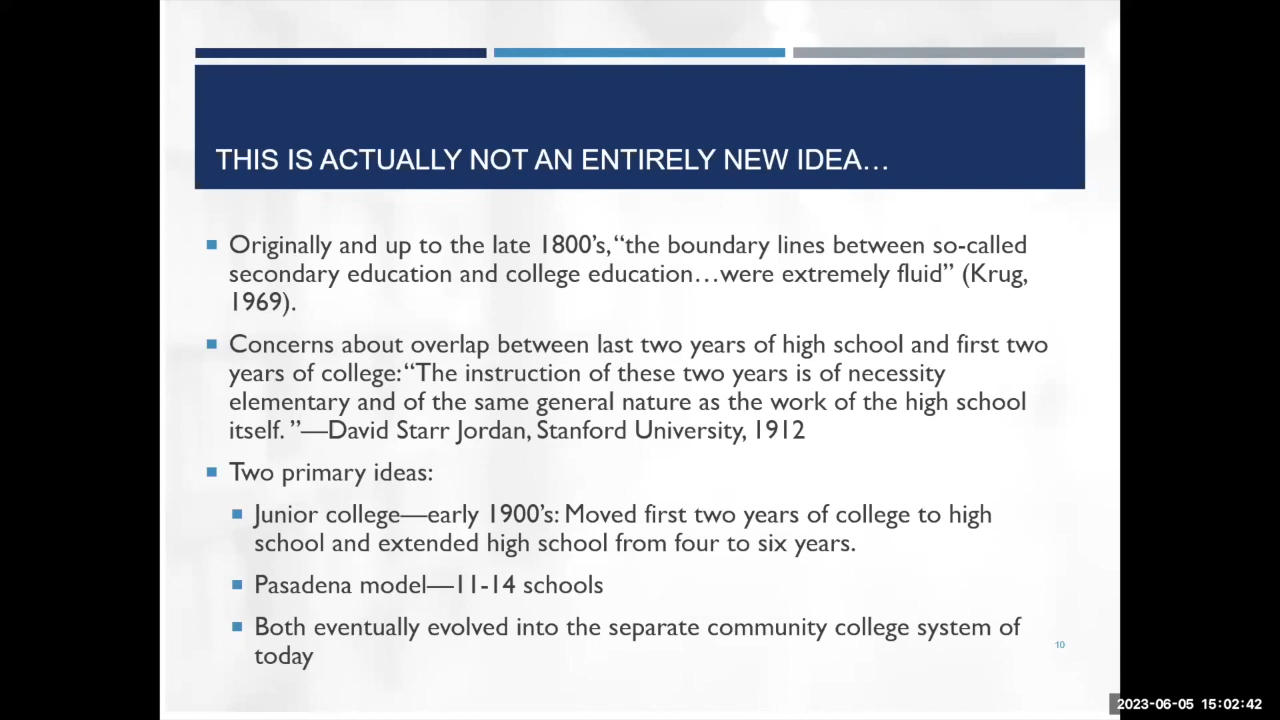 THIS IS ACTUALLY NOT AN ENTIRELY NEW IDEA…
Originally and up to the late 1800’s,“the boundary lines between so-called
secondary education and college education…were extremely fluid” (Krug,
1969).
Concerns about overlap between last two years of high school and first two
years of college:“The instruction of these two years is of necessity
elementary and of the same general nature as the work of the high school
itself. ”—David Starr Jordan, Stanford University, 1912
Two primary ideas:
Junior college—early 1900’s: Moved first two years of college to high
school and extended high school from four to six years.
Pasadena model—11-14 schools
Both eventually evolved into the separate community college system of
today
10
2023-06-05 15:02:42